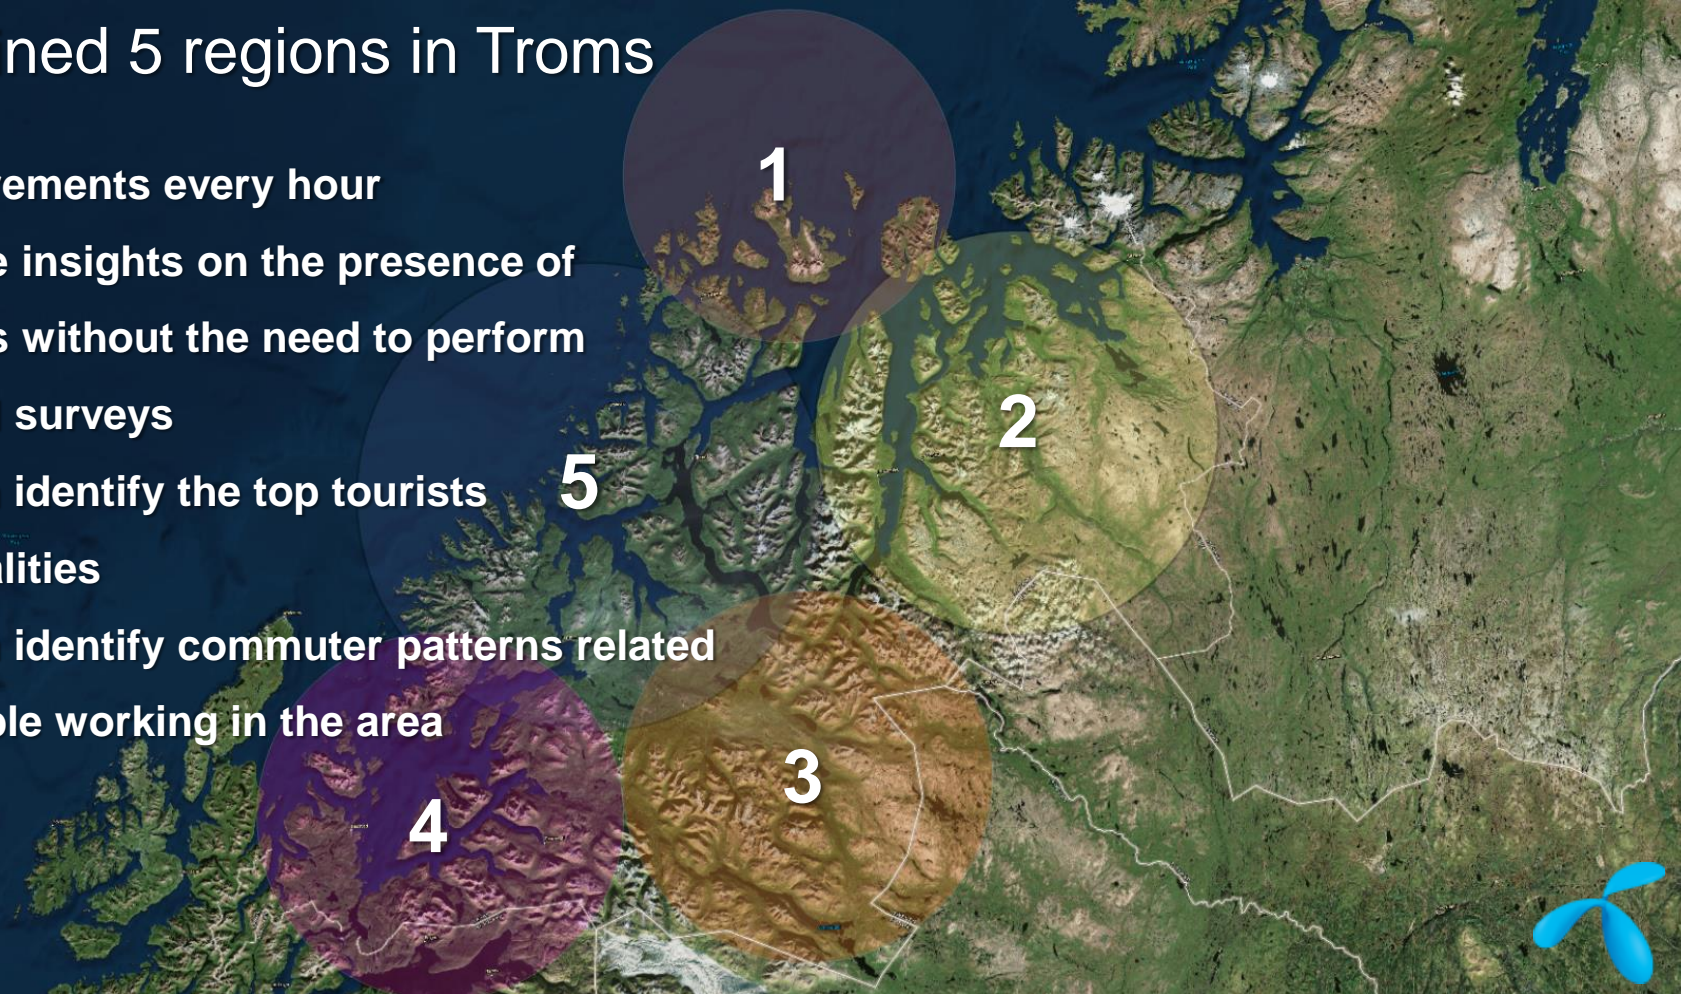 ned 5 regions in Troms
ements every hour
e insights on the presence of
s without the need to perform
surveys
identify the top tourists
lities
identify commuter patterns related
ple working in the area
1
2
5
3
4